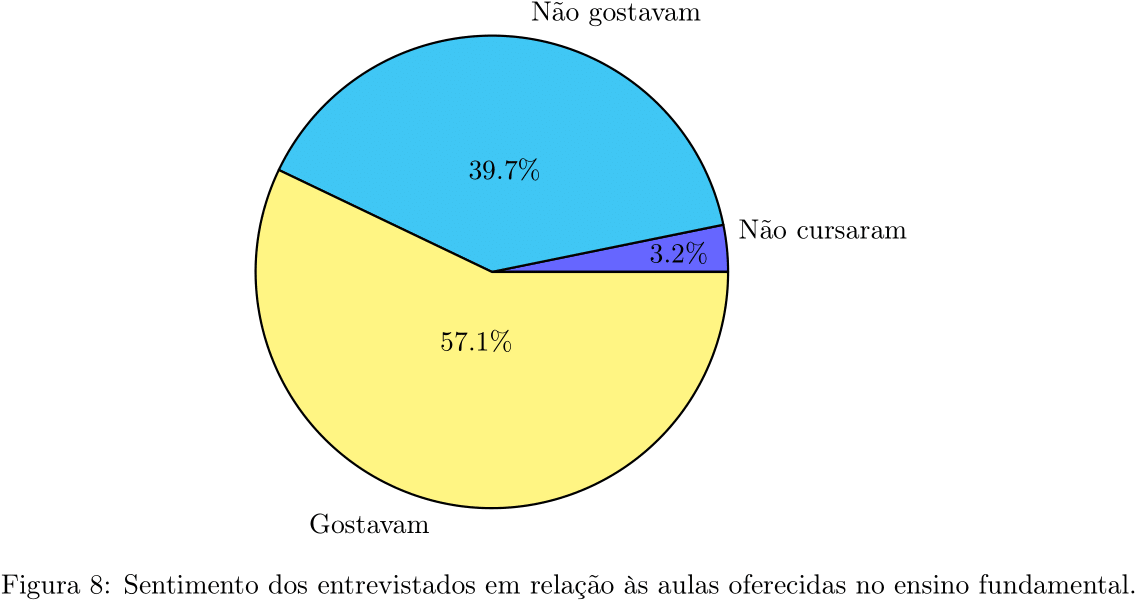 Não gostavam
39.7%
Não cursaram
3.2%
57.1%
Gostavam
Figura 8: Sentimento dos entrevistados em relação às aulas oferecidas no ensino fundamental.